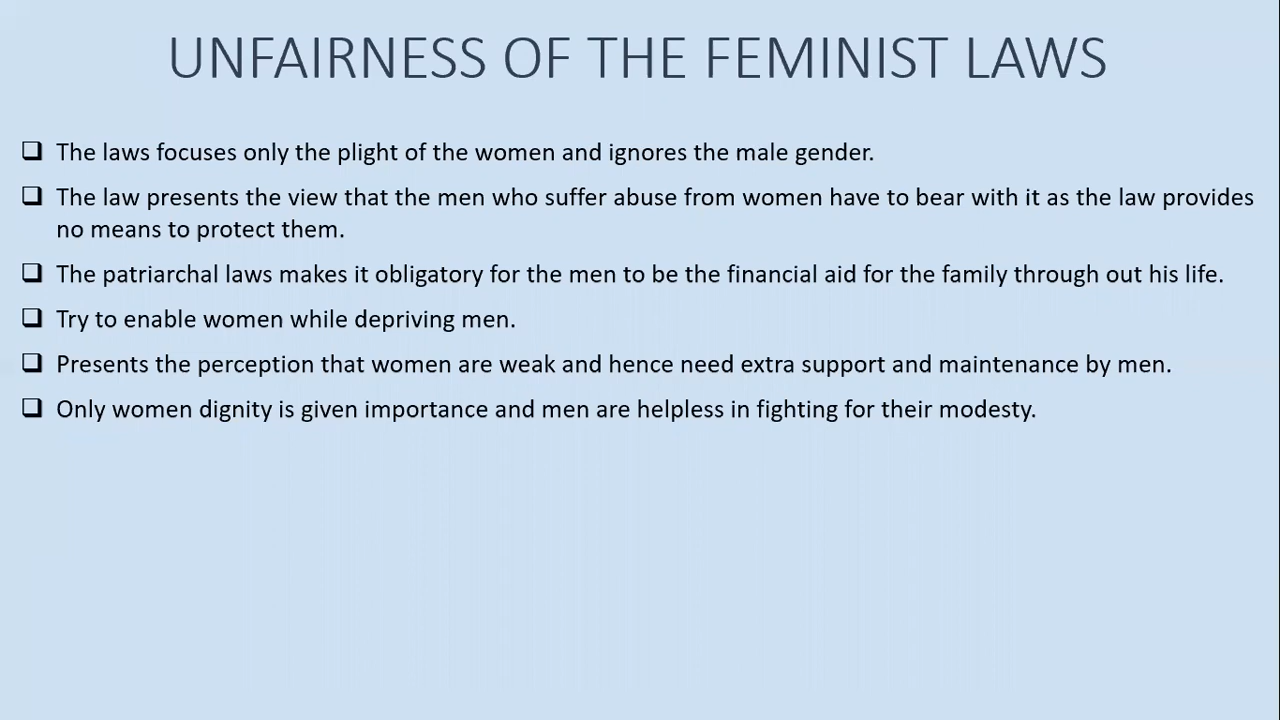 UNFAIRNESS OF THE FEMINIST LAWS
❑ The laws focuses only the plight of the women and ignores the male gender.
❑ The law presents the view that the men who suffer abuse from women have to bear with it as the law provides
no means to protect them.
❑ The patriarchal laws makes it obligatory for the men to be the financial aid for the family through out his life.
❑ Try to enable women while depriving men.
❑ Presents the perception that women are weak and hence need extra support and maintenance by men.
❑ Only women dignity is given importance and men are helpless in fighting for their modesty.